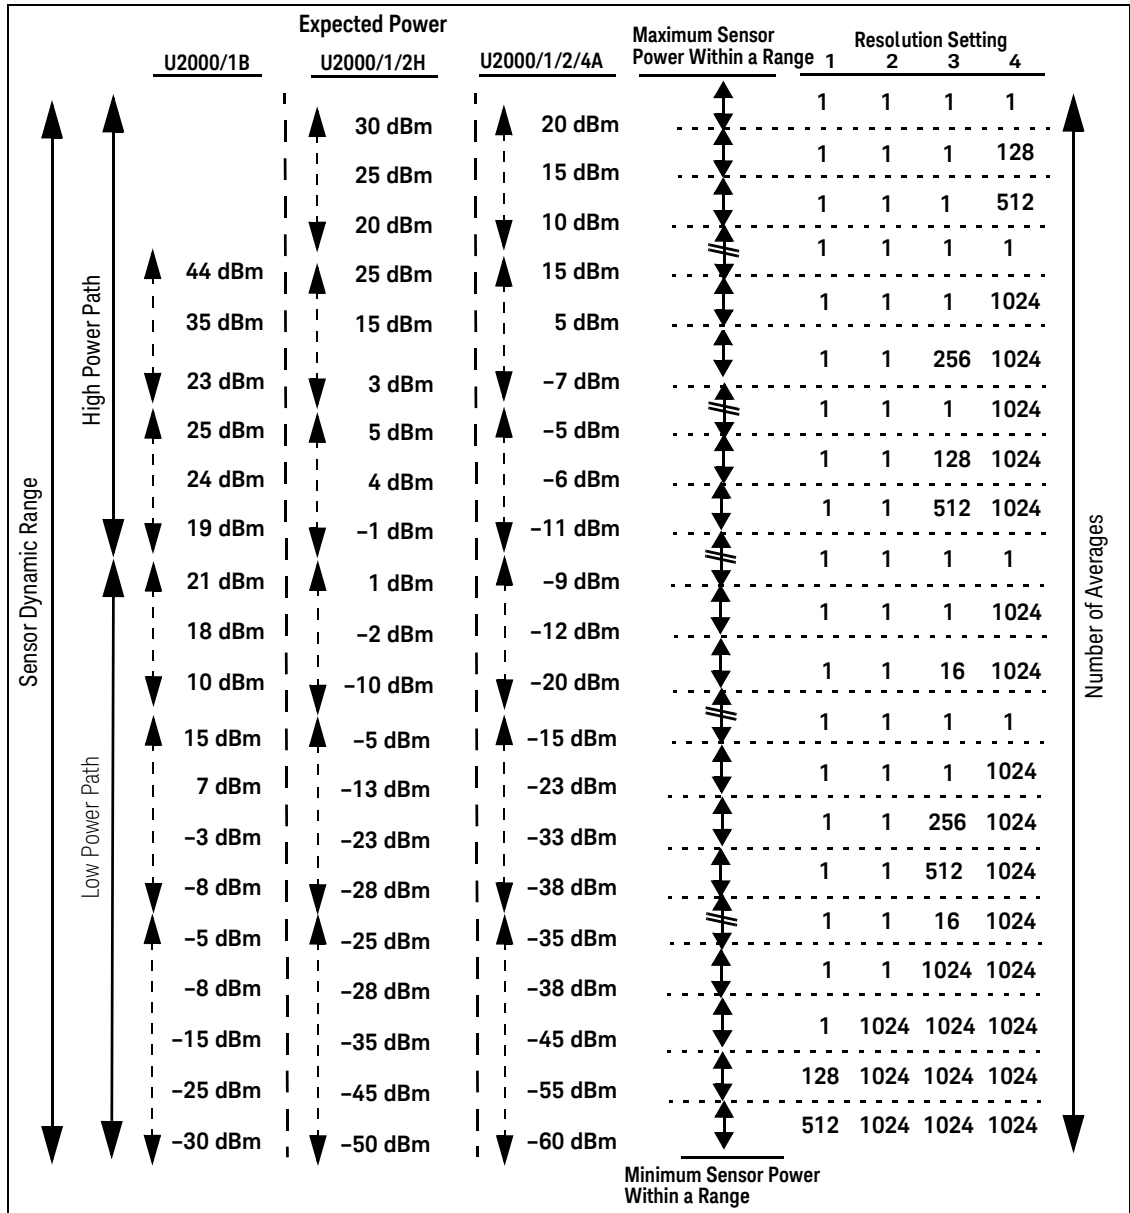 Expected Power
Maximum Sensor
Power Within a Range
Resolution Setting
U2000/1B U2000/1/2H U2000/1/2/4A 1 2 3 4
1 1 1 1
30 dBm 20 dBm
1 1 1 128
25 dBm 15 dBm
1 1 1 512
20 dBm 10 dBm
1 1 1 1
44 dBm 25 dBm 15 dBm
1 1 1 1024
35 dBm 15 dBm 5 dBm
1 1 256 1024
23 dBm 3 dBm –7 dBm
1 1 1 1024
25 dBm 5 dBm –5 dBm
1 1 128 1024
24 dBm 4 dBm –6 dBm
1 1 512 1024
19 dBm –1 dBm –11 dBm
1 1 1 1
21 dBm 1 dBm –9 dBm
1 1 1 1024
18 dBm –2 dBm –12 dBm
1 1 16 1024
10 dBm –10 dBm –20 dBm
1 1 1 1
15 dBm –5 dBm –15 dBm
1 1 1 1024
7 dBm –13 dBm –23 dBm
1 1 256 1024
–3 dBm –23 dBm –33 dBm
1 1 512 1024
–8 dBm –28 dBm –38 dBm
1 1 16 1024
–5 dBm –25 dBm –35 dBm
1 1 1024 1024
–8 dBm –28 dBm –38 dBm
1 1024 1024 1024
–15 dBm –35 dBm –45 dBm
128 1024 1024 1024
–25 dBm –45 dBm –55 dBm
512 1024 1024 1024
–30 dBm –50 dBm –60 dBm
Minimum Sensor Power
Within a Range
Sensor Dynamic Range
High Power Path
Low Power Path
Number of Averages